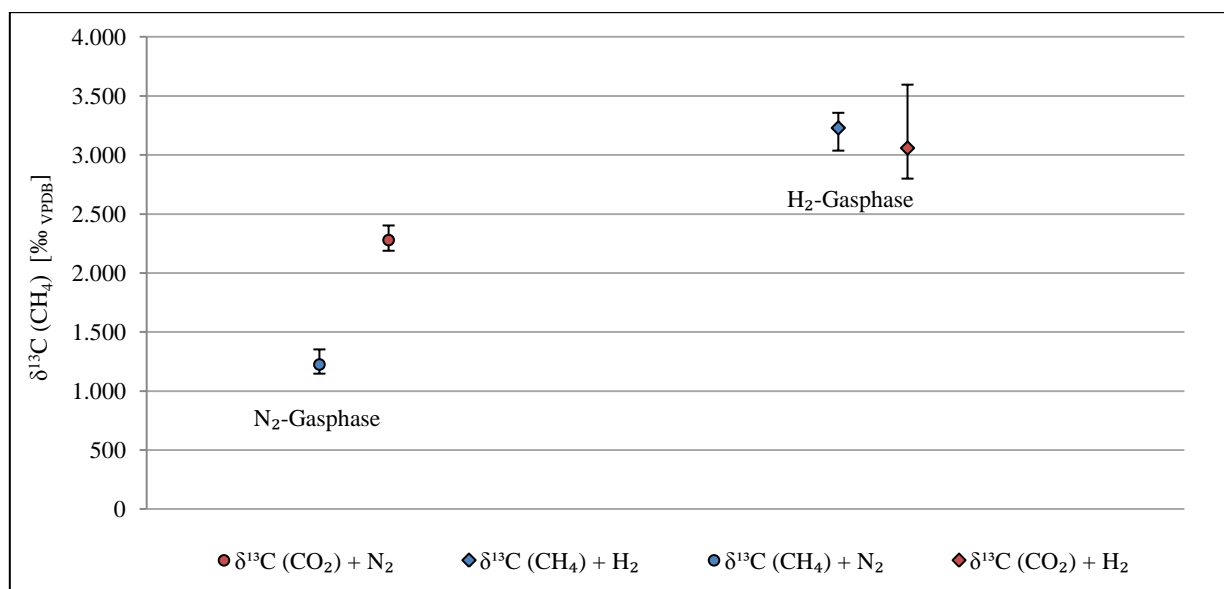 4.000
3.500
3.000
2.500
2.000
1.500
1.000
500
0
δ¹³C (CH₄) [‰ VPDB]
H₂-Gasphase
N₂-Gasphase
δ¹³C (CO₂) + N₂ δ¹³C (CH₄) + H₂ δ¹³C (CH₄) + N₂ δ¹³C (CO₂) + H₂